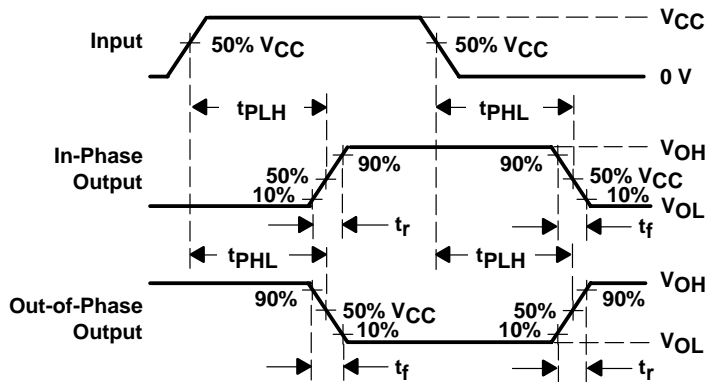 VCC
Input
50% VCC
50% VCC
0 V
tPLH
tPHL
In-Phase
Output
VOH
90%
90%
50%
50% VCC
10%
10%
VOL
tr
tf
tPHL
tPLH
Out-of-Phase
Output
VOH
90%
90%
50% VCC
50%
10%
10%
VOL
tf
tr